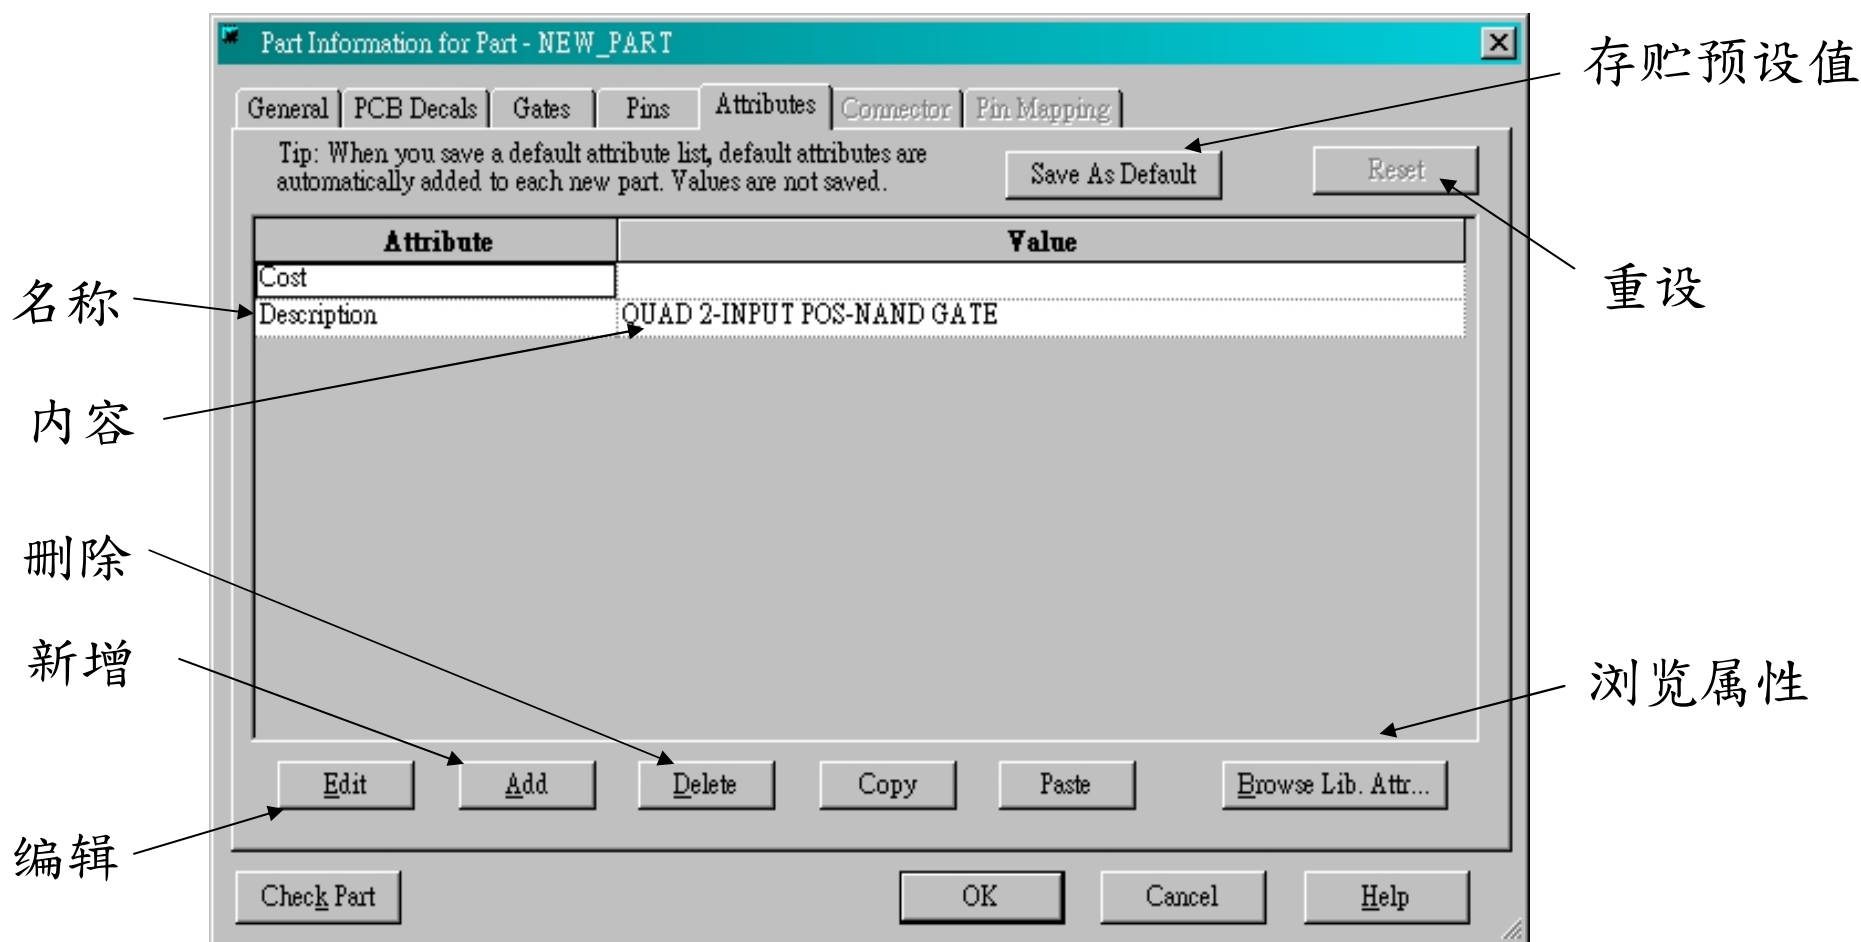 Part Information for Part - NEW_PART
存贮预设值
General PCB Decals Gates Pins Attributes Connector Pin Mapping
Tip: When you save a default attribute list, default attributes are
automatically added to each new part. Values are not saved.
Save As Default
Reset
Attribute Value
Cost
重设
名称
Description QUAD 2-INPUT POS-NAND GATE
内容
删除
新增
浏览属性
Edit Add Delete Copy Paste Browse Lib. Attr...
编辑
Check Part OK Cancel Help